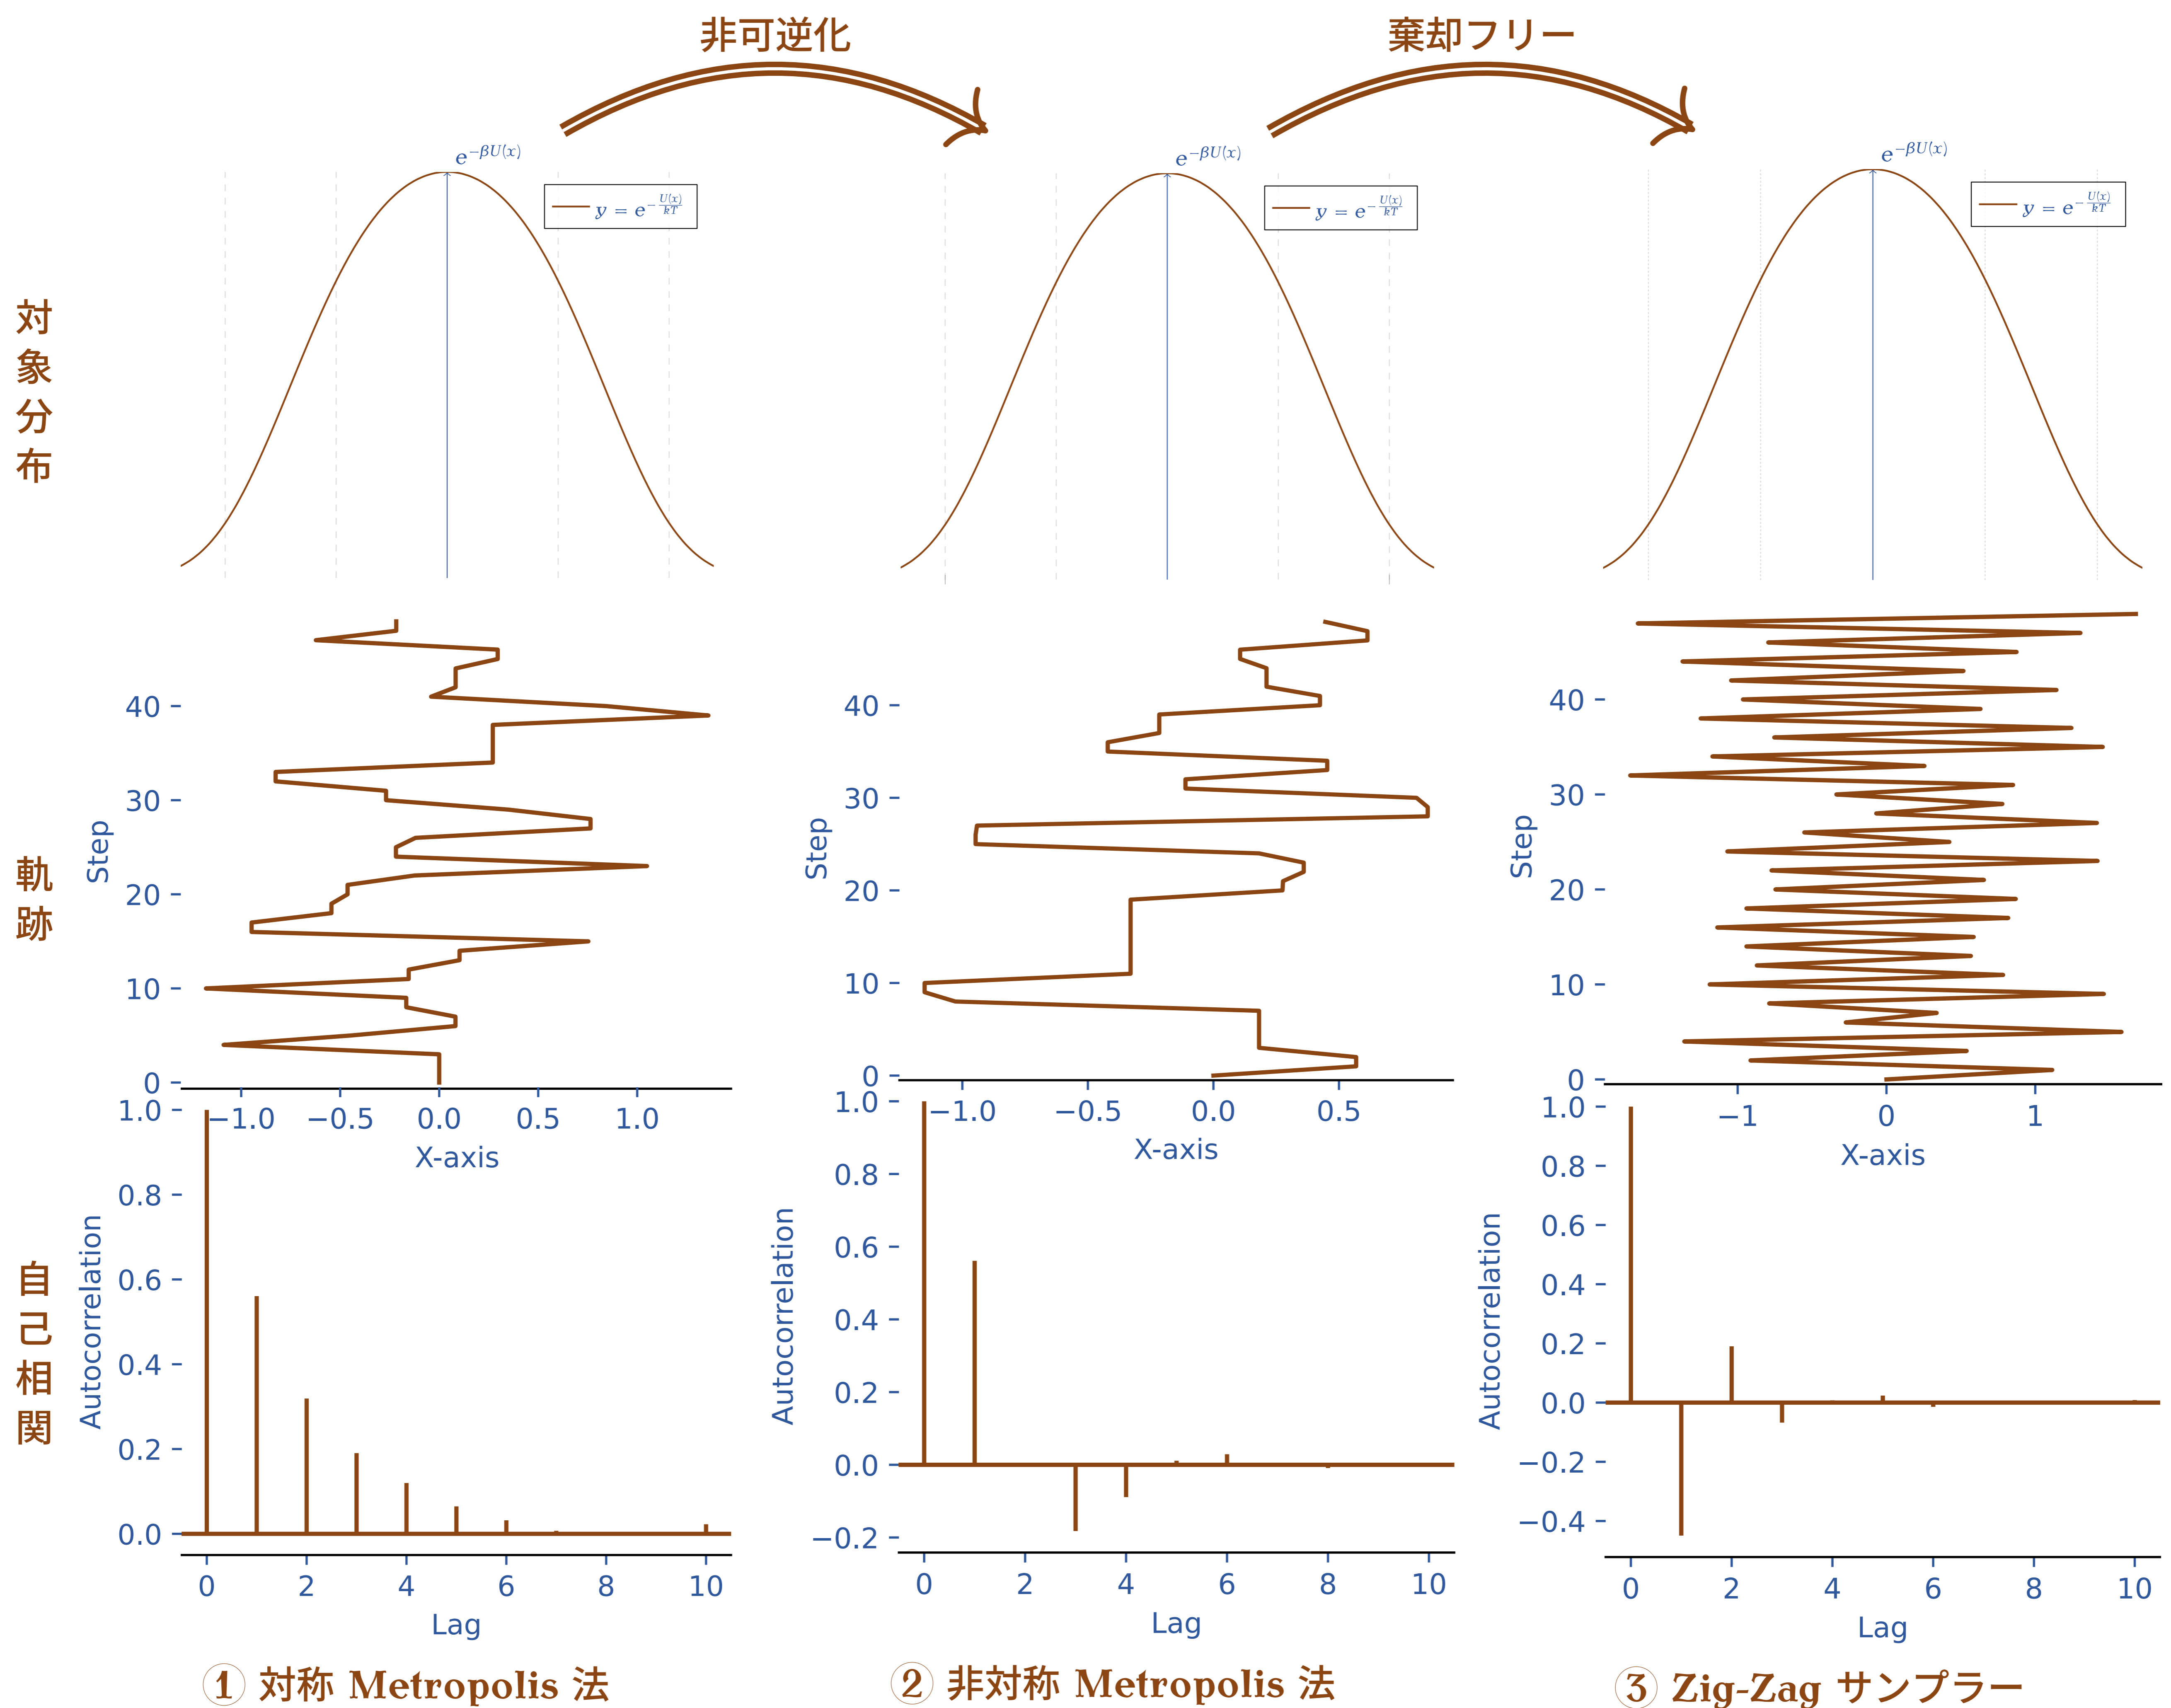 非可逆化
棄却フリー
対象分布
e^{-βU(x)}
y = e^{-\frac{U(x)}{kT}}
e^{-βU(x)}
y = e^{-\frac{U(x)}{kT}}
e^{-βU(x)}
y = e^{-\frac{U(x)}{kT}}
軌跡
Step
40
30
20
10
0
−1.0 −0.5 0.0 0.5 1.0
X-axis
Step
40
30
20
10
0
−1.0 −0.5 0.0 0.5
X-axis
Step
40
30
20
10
0
−1 0 1
X-axis
自己相関
Autocorrelation
1.0
0.8
0.6
0.4
0.2
0.0
0 2 4 6 8 10
Lag
Autocorrelation
1.0
0.8
0.6
0.4
0.2
0.0
−0.2
0 2 4 6 8 10
Lag
Autocorrelation
1.0
0.8
0.6
0.4
0.2
0.0
−0.2
−0.4
0 2 4 6 8 10
Lag
① 対称 Metropolis 法
② 非対称 Metropolis 法
③ Zig-Zag サンプラー